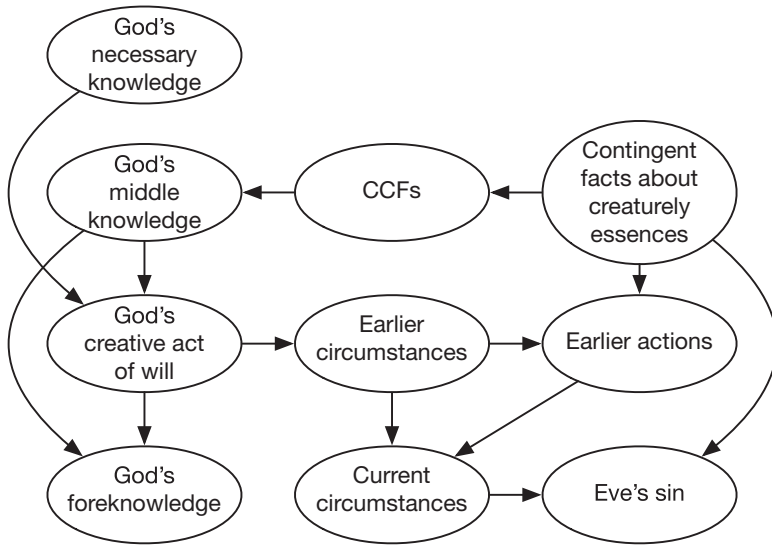 God’s
necessary
knowledge
God’s
middle
knowledge
CCFs
Contingent
facts about
creaturely
essences
God’s
creative act
of will
Earlier
circumstances
Earlier actions
God’s
foreknowledge
Current
circumstances
Eve’s sin